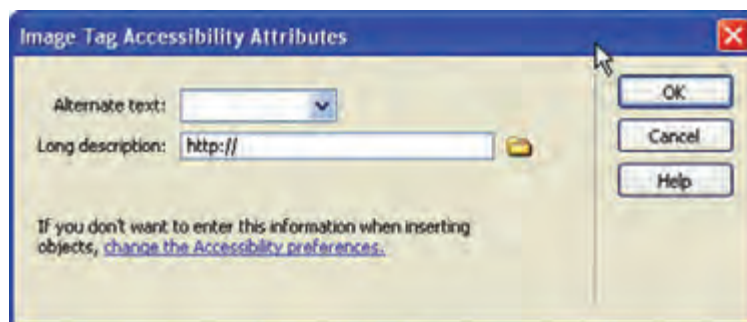 Image Tag Accessibility Attributes
Alternate text:
OK
Long description: http://
Cancel
Help
If you don't want to enter this information when inserting
objects, change the Accessibility preferences.